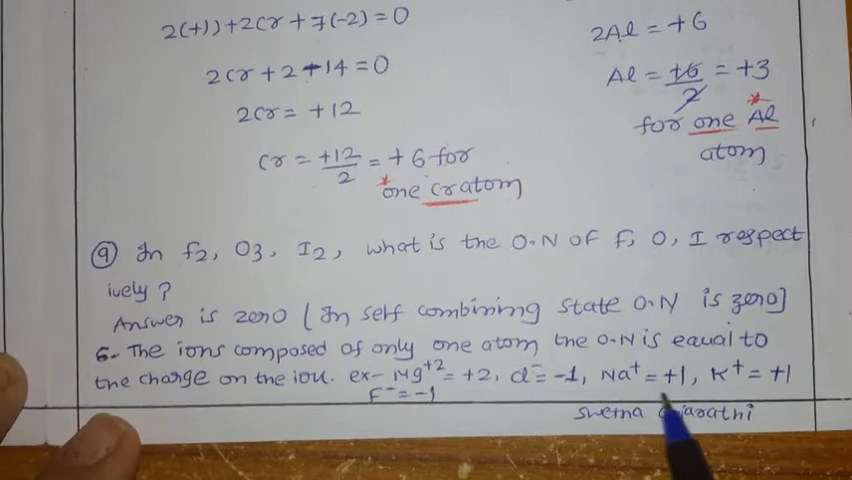 2(+1)+2Cr+7(-2)=0
2Cr+2-14=0
2Cr= +12
Cr= +12/2 = +6 for
one Cr atom
2Al = +6
Al = +6/2 = +3
for one Al
atom
(9) In F2, O3, I2, what is the O.N OF F, O, I respect
ively?
Answer is zero [In self combining state O.N is zero]
6- The ions composed of only one atom the O.N is equal to
the charge on the ion. ex- Mg+2 = +2, Cl- = -1, Na+ = +1, K+ = +1
F- = -1
Swetha